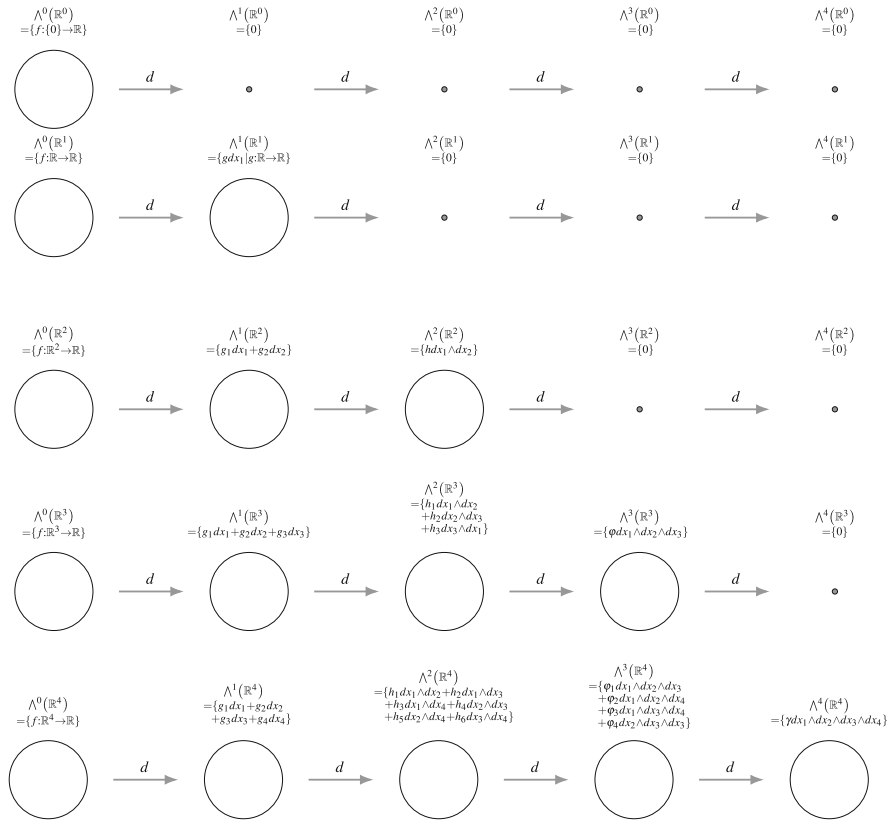 ⋀⁰(ℝ⁰) ⋀¹(ℝ⁰) ⋀²(ℝ⁰) ⋀³(ℝ⁰) ⋀⁴(ℝ⁰)
={f:{0}→ℝ} ={0} ={0} ={0} ={0}
d d d d
⋀⁰(ℝ¹) ⋀¹(ℝ¹) ⋀²(ℝ¹) ⋀³(ℝ¹) ⋀⁴(ℝ¹)
={f:ℝ→ℝ} ={gdx₁|g:ℝ→ℝ} ={0} ={0} ={0}
d d d d
⋀⁰(ℝ²) ⋀¹(ℝ²) ⋀²(ℝ²) ⋀³(ℝ²) ⋀⁴(ℝ²)
={f:ℝ²→ℝ} ={g₁dx₁+g₂dx₂} ={hdx₁∧dx₂} ={0} ={0}
d d d d
⋀⁰(ℝ³)
={f:ℝ³→ℝ}
⋀¹(ℝ³)
={g₁dx₁+g₂dx₂+g₃dx₃}
⋀²(ℝ³)
={h₁dx₁∧dx₂
+h₂dx₂∧dx₃
+h₃dx₃∧dx₁}
⋀³(ℝ³)
={φdx₁∧dx₂∧dx₃}
⋀⁴(ℝ³)
={0}
d d d d
⋀⁰(ℝ⁴)
={f:ℝ⁴→ℝ}
⋀¹(ℝ⁴)
={g₁dx₁+g₂dx₂
+g₃dx₃+g₄dx₄}
⋀²(ℝ⁴)
={h₁dx₁∧dx₂+h₂dx₁∧dx₃
+h₃dx₁∧dx₄+h₄dx₂∧dx₃
+h₅dx₂∧dx₄+h₆dx₃∧dx₄}
⋀³(ℝ⁴)
={φ₁dx₁∧dx₂∧dx₃
+φ₂dx₁∧dx₂∧dx₄
+φ₃dx₁∧dx₃∧dx₄
+φ₄dx₂∧dx₃∧dx₃}
⋀⁴(ℝ⁴)
={γdx₁∧dx₂∧dx₃∧dx₄}
d d d d